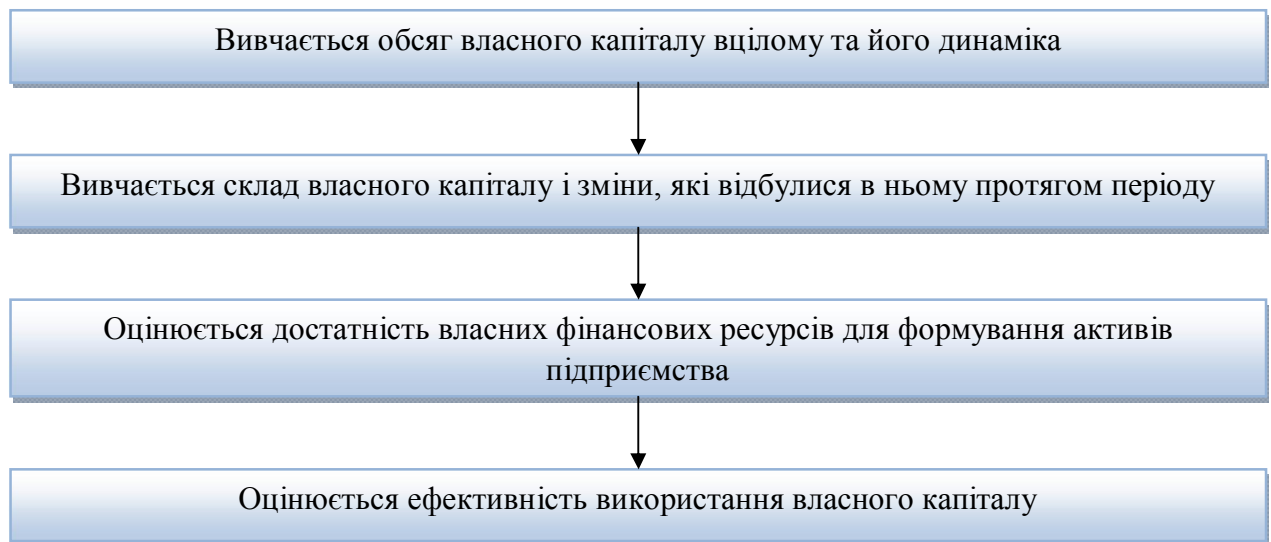 Вивчається обсяг власного капіталу вцілому та його динаміка
Вивчається склад власного капіталу і зміни, які відбулися в ньому протягом періоду
Оцінюється достатність власних фінансових ресурсів для формування активів
підприємства
Оцінюється ефективність використання власного капіталу